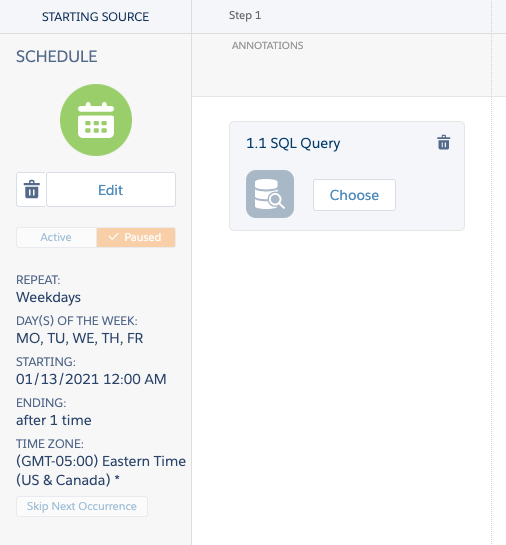 STARTING SOURCE
SCHEDULE
Edit
Active
Paused
REPEAT:
Weekdays
DAY(S) OF THE WEEK:
MO, TU, WE, TH, FR
STARTING:
01/13/2021 12:00 AM
ENDING:
after 1 time
TIME ZONE:
(GMT-05:00) Eastern Time
(US & Canada) *
Skip Next Occurrence
Step 1
ANNOTATIONS
1.1 SQL Query
Choose